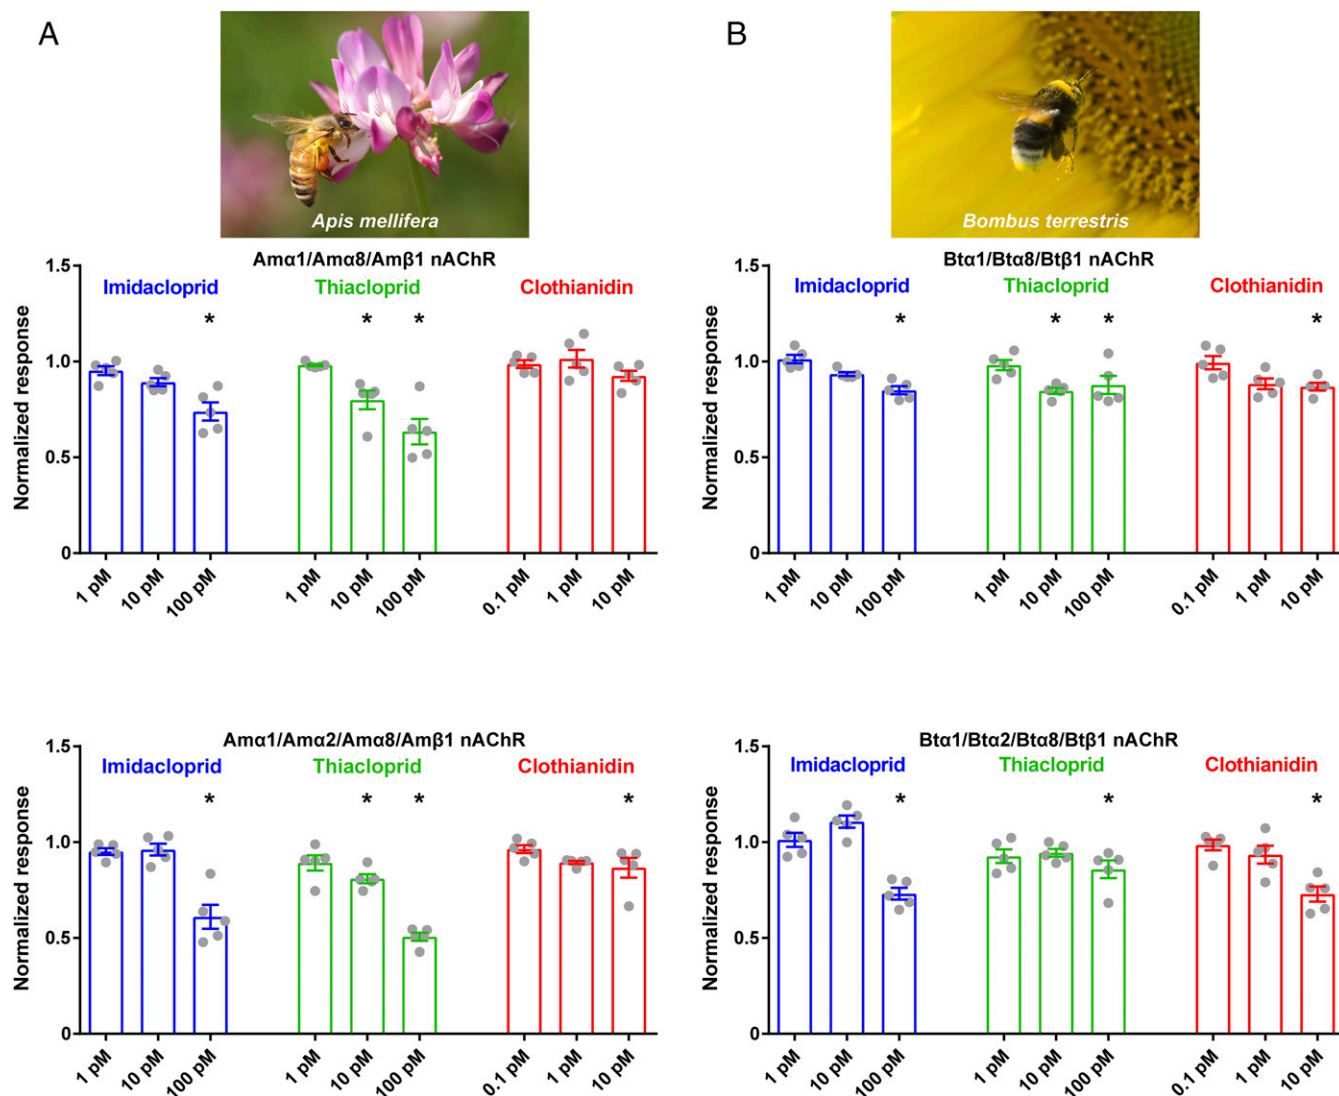 A
Apis mellifera
Amα1/Amα8/Amβ1 nAChR
Imidacloprid Thiacloprid Clothianidin
* * * 
Normalized response
1.5
1.0
0.5
0
1 pM 10 pM 100 pM 1 pM 10 pM 100 pM 0.1 pM 1 pM 10 pM
Amα1/Amα2/Amα8/Amβ1 nAChR
Imidacloprid Thiacloprid Clothianidin
* * * *
Normalized response
1.5
1.0
0.5
0
1 pM 10 pM 100 pM 1 pM 10 pM 100 pM 0.1 pM 1 pM 10 pM
B
Bombus terrestris
Btα1/Btα8/Btβ1 nAChR
Imidacloprid Thiacloprid Clothianidin
* * * *
Normalized response
1.5
1.0
0.5
0
1 pM 10 pM 100 pM 1 pM 10 pM 100 pM 0.1 pM 1 pM 10 pM
Btα1/Btα2/Btα8/Btβ1 nAChR
Imidacloprid Thiacloprid Clothianidin
* * *
Normalized response
1.5
1.0
0.5
0
1 pM 10 pM 100 pM 1 pM 10 pM 100 pM 0.1 pM 1 pM 10 pM